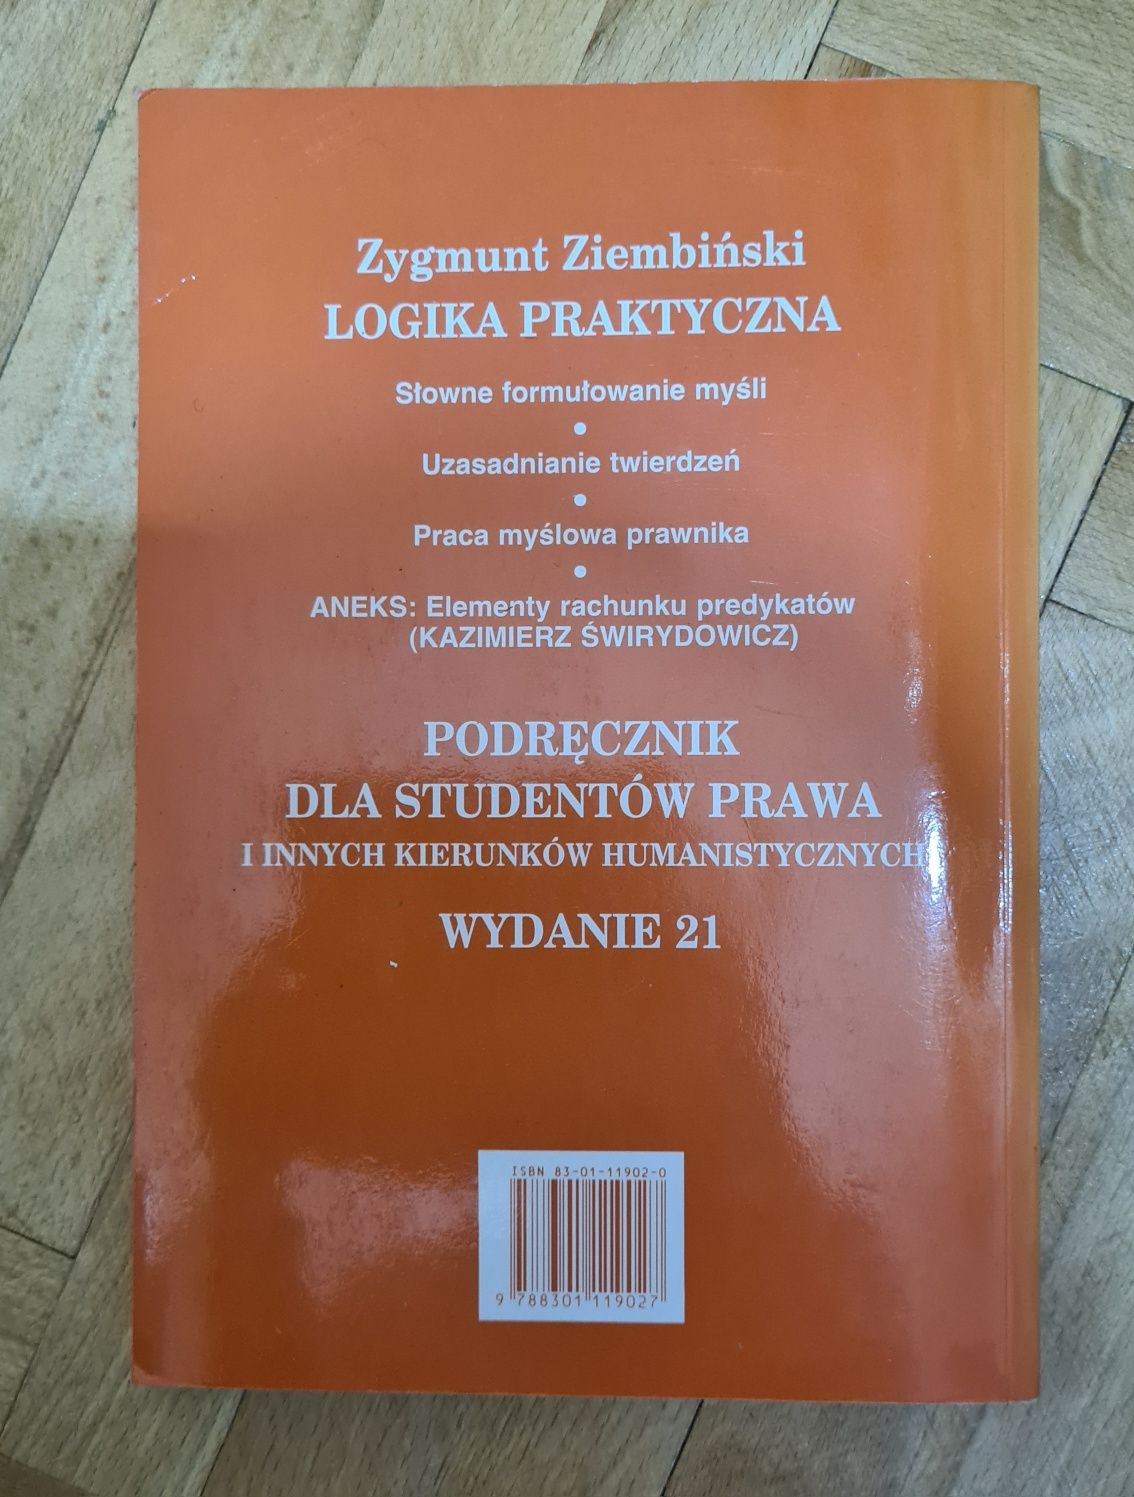 Zygmunt Ziembiński
LOGIKA PRAKTYCZNA
Słowne formułowanie myśli
•
Uzasadnianie twierdzeń
•
Praca myślowa prawnika
•
ANEKS: Elementy rachunku predykatów
(KAZIMIERZ ŚWIRYDOWICZ)
PODRĘCZNIK
DLA STUDENTÓW PRAWA
I INNYCH KIERUNKÓW HUMANISTYCZNYCH
WYDANIE 21
ISBN 83-01-11902-0
9 788301 119027